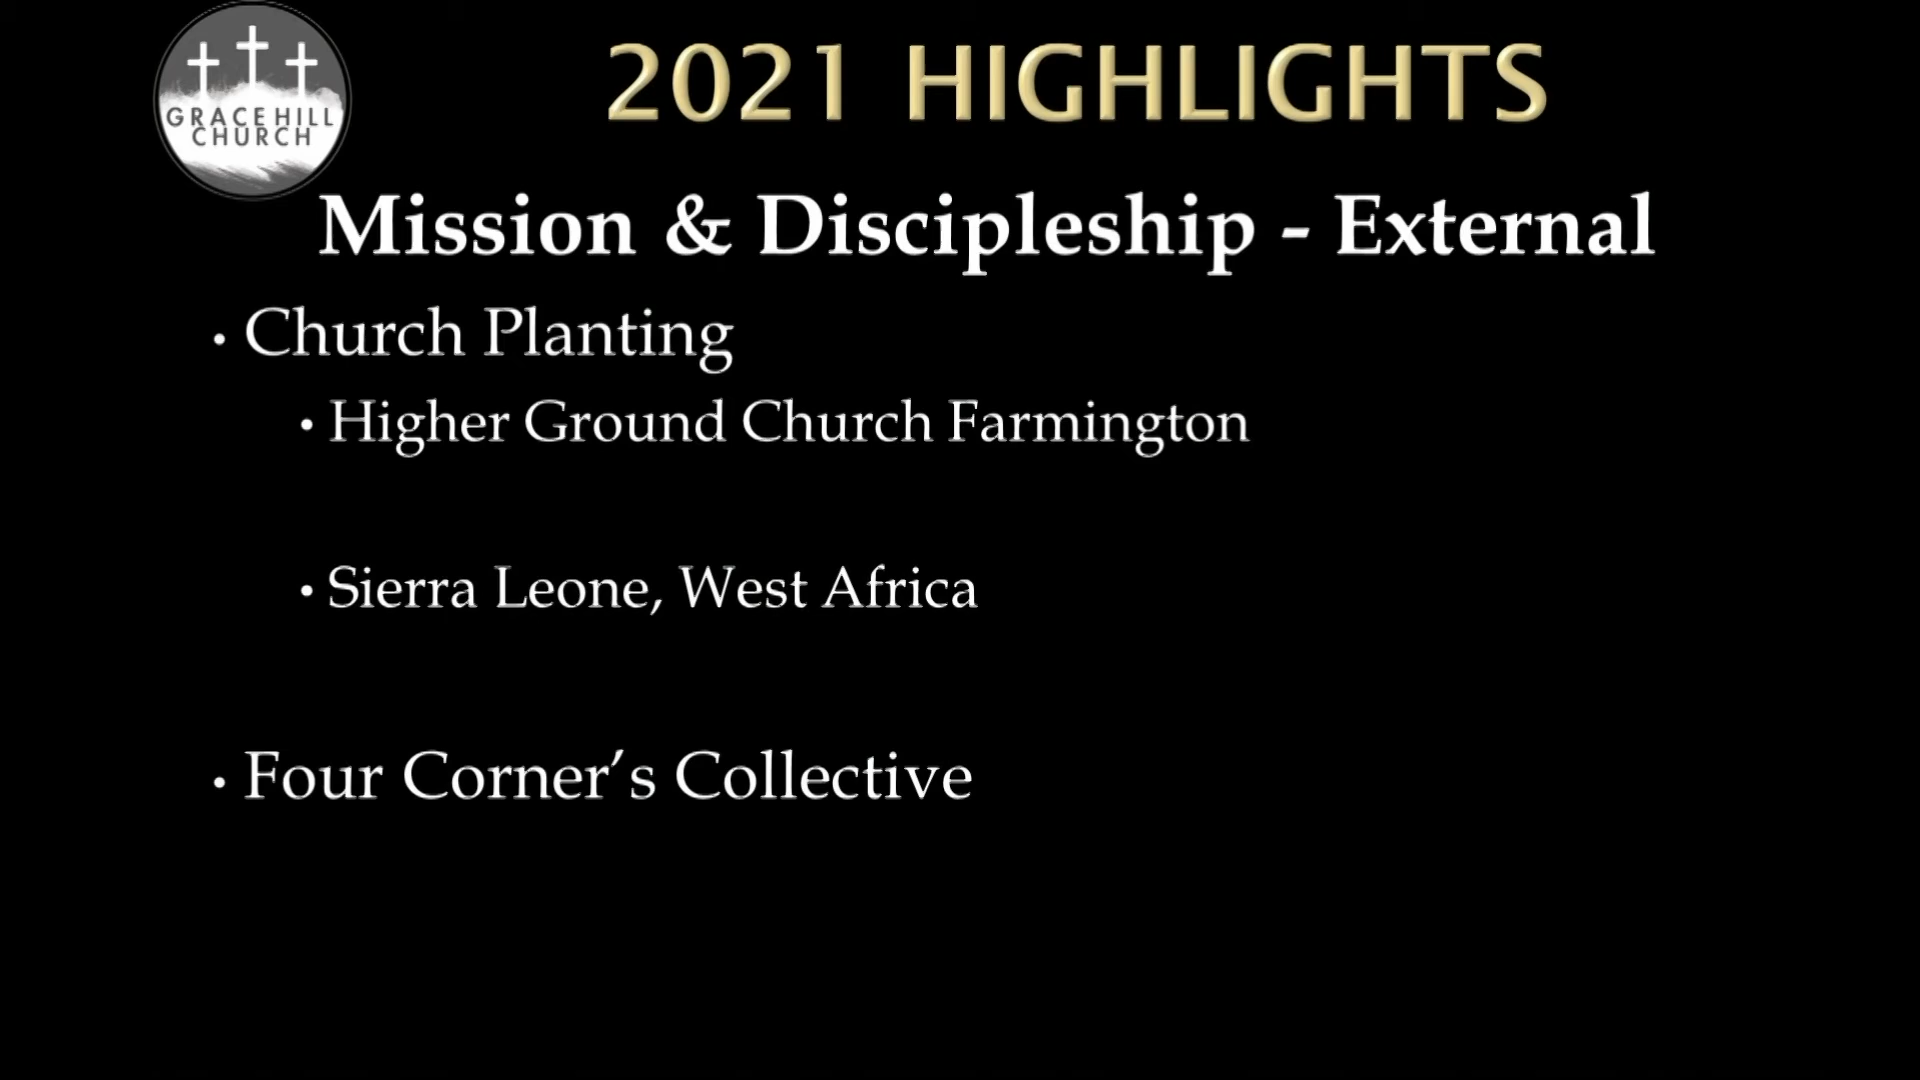 GRACE HILL
CHURCH
2021 HIGHLIGHTS
Mission & Discipleship - External
• Church Planting
• Higher Ground Church Farmington
• Sierra Leone, West Africa
• Four Corner’s Collective